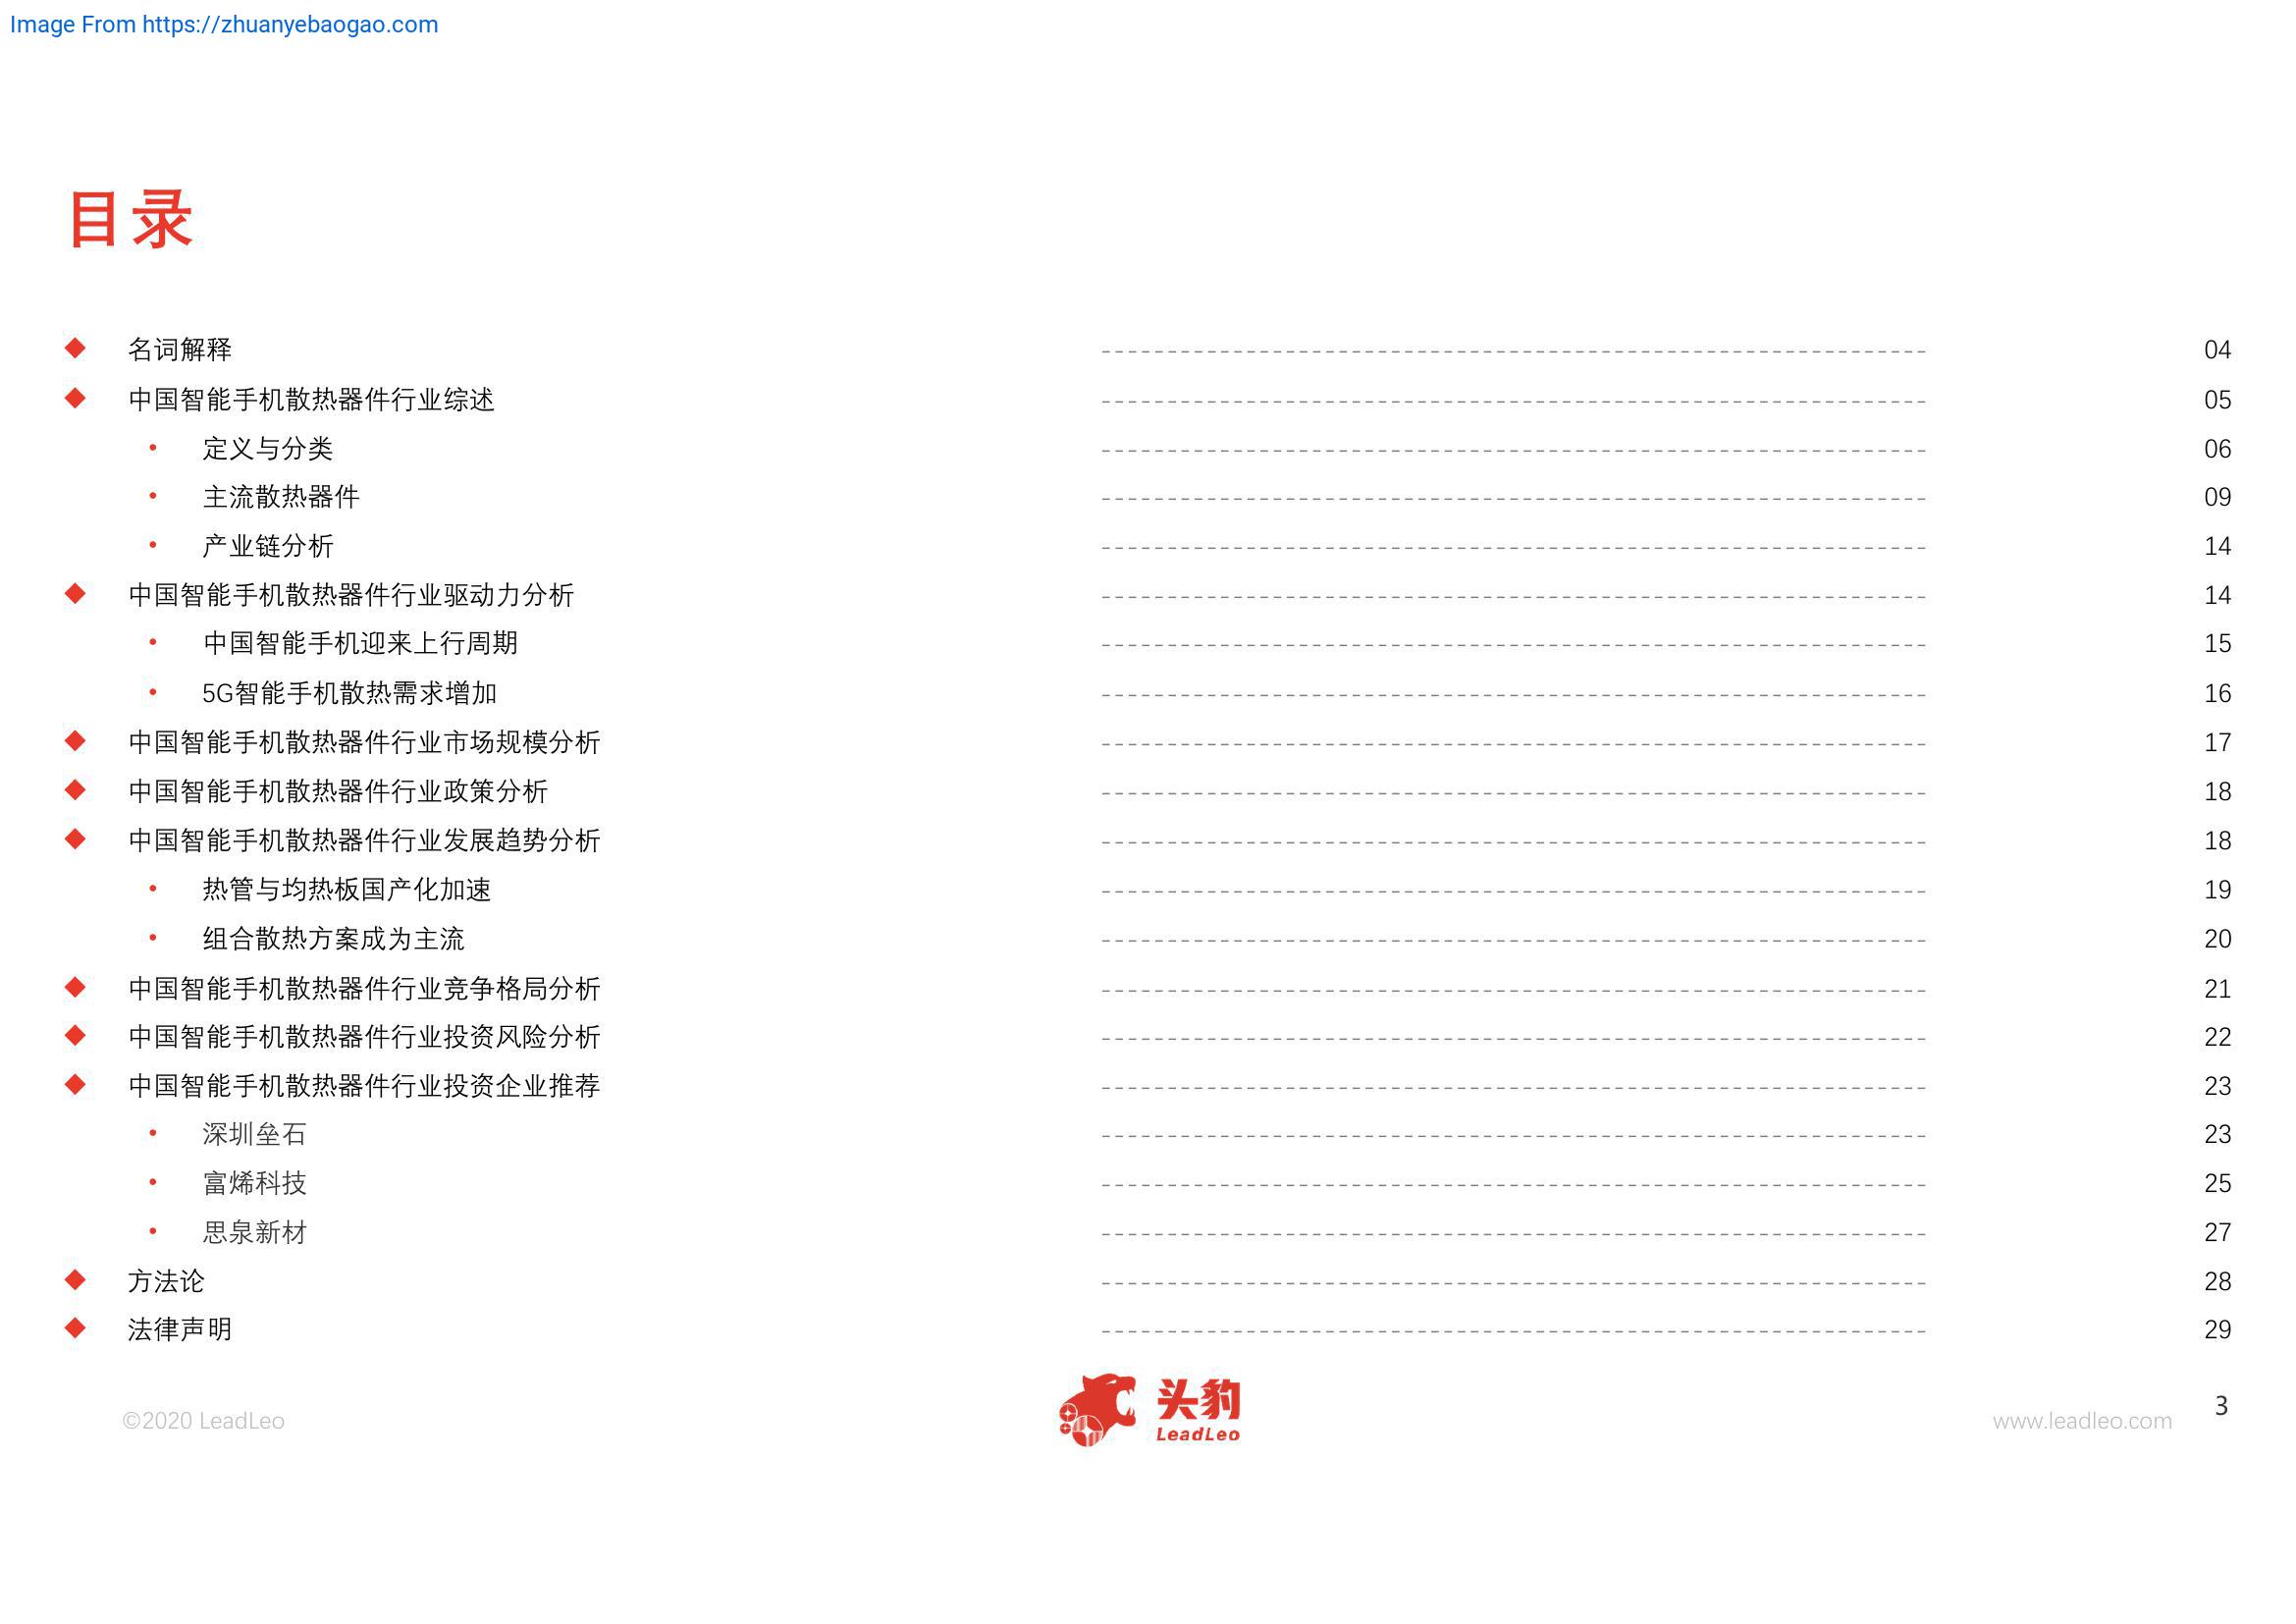 Image From https://zhuanyebaogao.com
目录
◆ 名词解释 04
◆ 中国智能手机散热器件行业综述 05
• 定义与分类 06
• 主流散热器件 09
• 产业链分析 14
◆ 中国智能手机散热器件行业驱动力分析 14
• 中国智能手机迎来上行周期 15
• 5G智能手机散热需求增加 16
◆ 中国智能手机散热器件行业市场规模分析 17
◆ 中国智能手机散热器件行业政策分析 18
◆ 中国智能手机散热器件行业发展趋势分析 18
• 热管与均热板国产化加速 19
• 组合散热方案成为主流 20
◆ 中国智能手机散热器件行业竞争格局分析 21
◆ 中国智能手机散热器件行业投资风险分析 22
◆ 中国智能手机散热器件行业投资企业推荐 23
• 深圳垒石 23
• 富烯科技 25
• 思泉新材 27
◆ 方法论 28
◆ 法律声明 29
©2020 LeadLeo
头豹
LeadLeo
www.leadleo.com
3